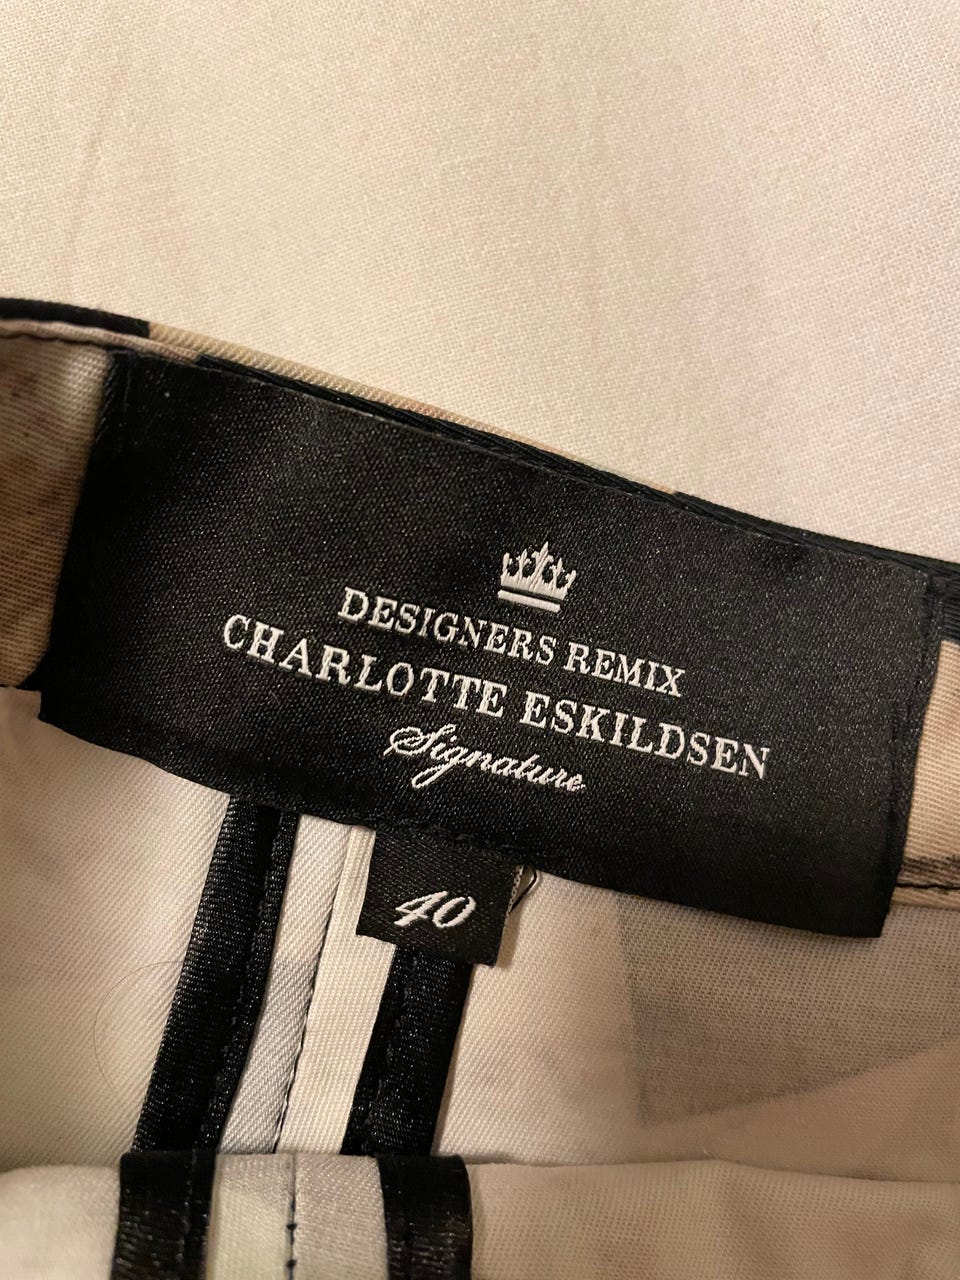 DESIGNERS REMIX
CHARLOTTE ESKILDSEN
Signature
40